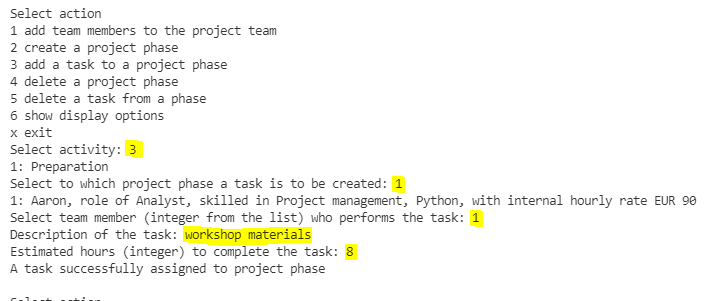 Select action
1 add team members to the project team
2 create a project phase
3 add a task to a project phase
4 delete a project phase
5 delete a task from a phase
6 show display options
x exit
Select activity: 3
1: Preparation
Select to which project phase a task is to be created: 1
1: Aaron, role of Analyst, skilled in Project management, Python, with internal hourly rate EUR 90
Select team member (integer from the list) who performs the task: 1
Description of the task: workshop materials
Estimated hours (integer) to complete the task: 8
A task successfully assigned to project phase